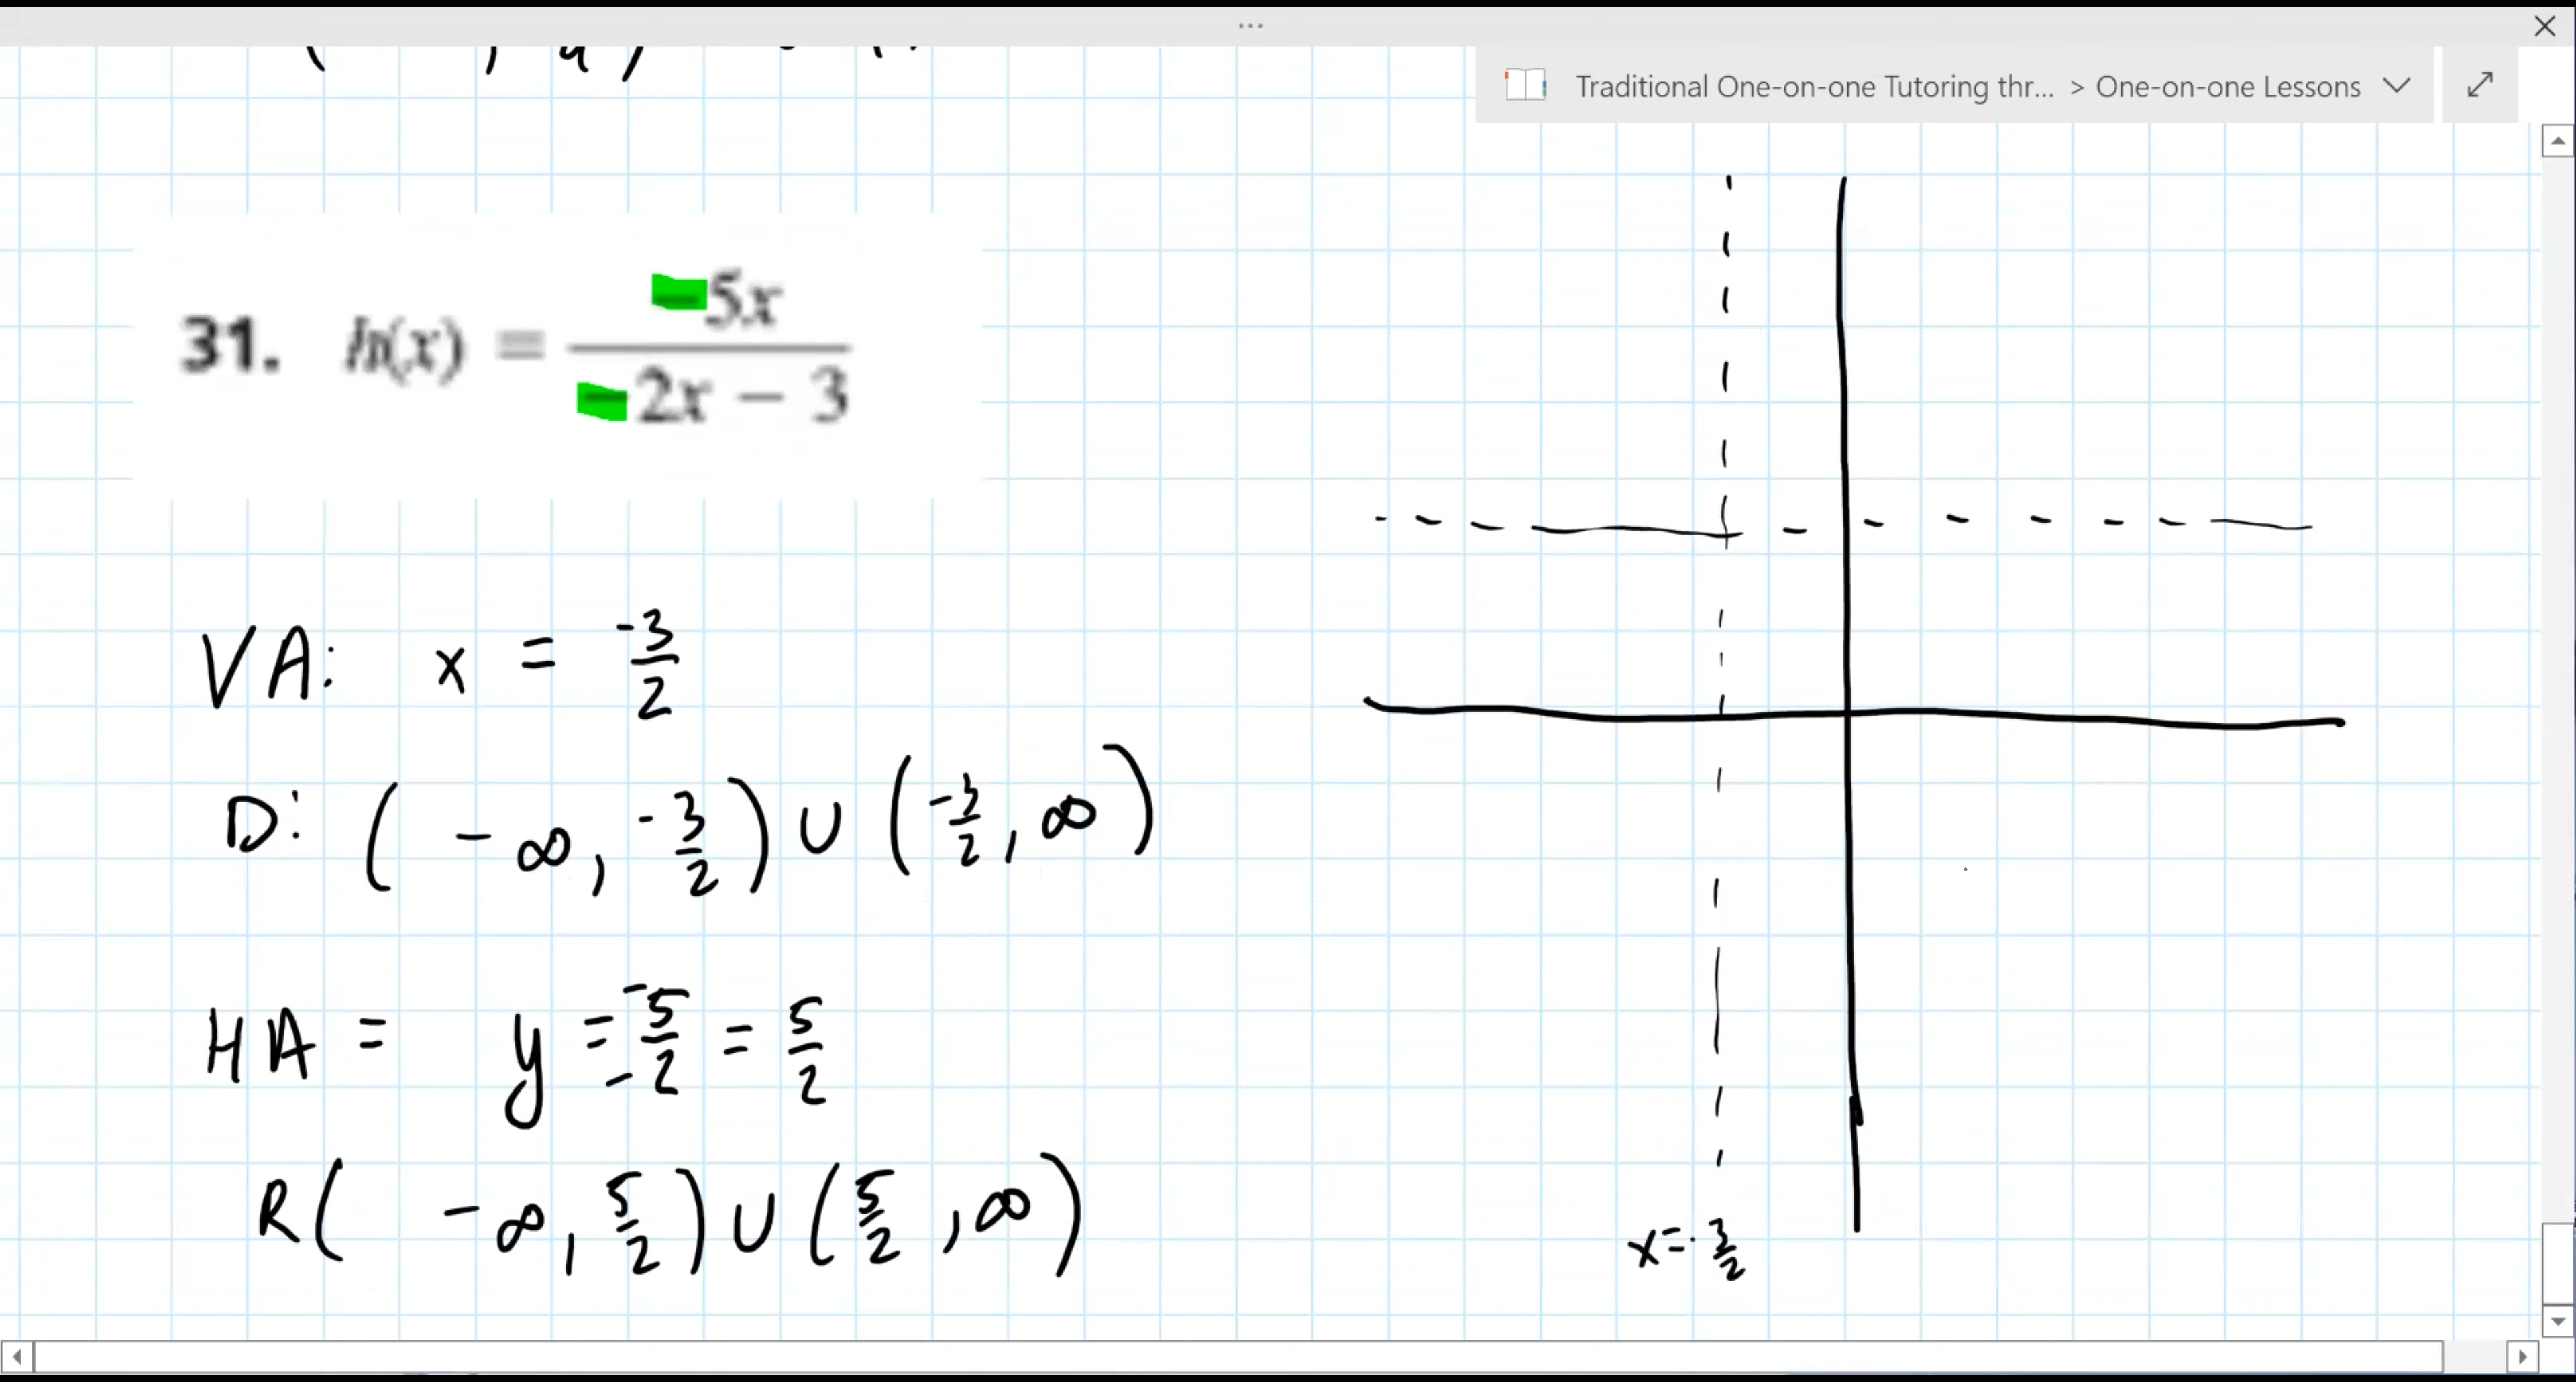 Traditional One-on-one Tutoring thr... > One-on-one Lessons
31. h(x) = -5x / -2x - 3
VA: x = -3/2
D: (-∞, -3/2) ∪ (-3/2, ∞)
HA = y = -5/-2 = 5/2
R(-∞, 5/2) ∪ (5/2, ∞)
x = -3/2